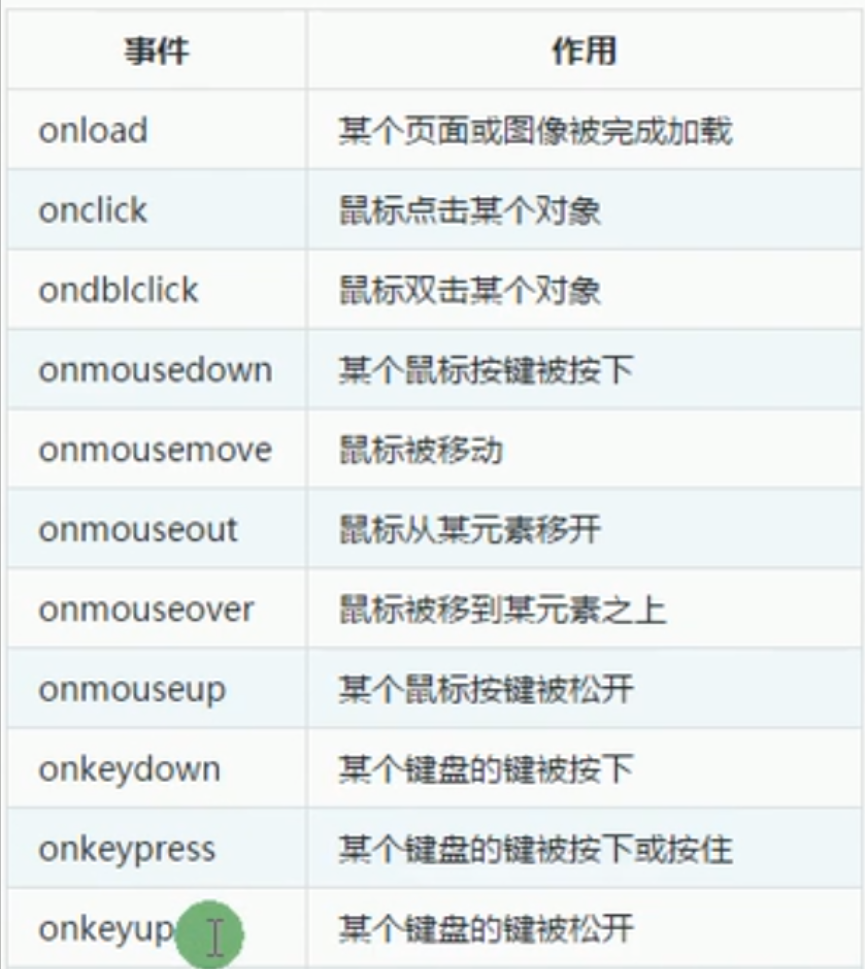 事件 作用
onload 某个页面或图像被完成加载
onclick 鼠标点击某个对象
ondblclick 鼠标双击某个对象
onmousedown 某个鼠标按键被按下
onmousemove 鼠标被移动
onmouseout 鼠标从某元素移开
onmouseover 鼠标被移到某元素之上
onmouseup 某个鼠标按键被松开
onkeydown 某个键盘的键被按下
onkeypress 某个键盘的键被按下或按住
onkeyup 某个键盘的键被松开